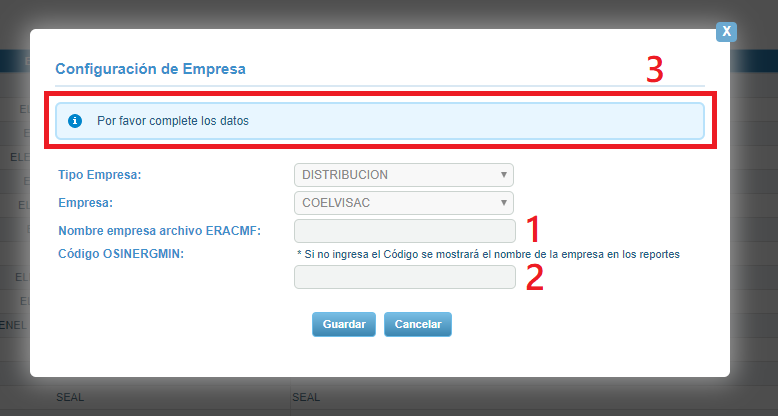 X
Configuración de Empresa
3
Por favor complete los datos
Tipo Empresa: DISTRIBUCION
Empresa: COELVISAC
Nombre empresa archivo ERACMF: 1
Código OSINERGMIN: * Si no ingresa el Código se mostrará el nombre de la empresa en los reportes
2
Guardar Cancelar
ENEL
SEAL SEAL